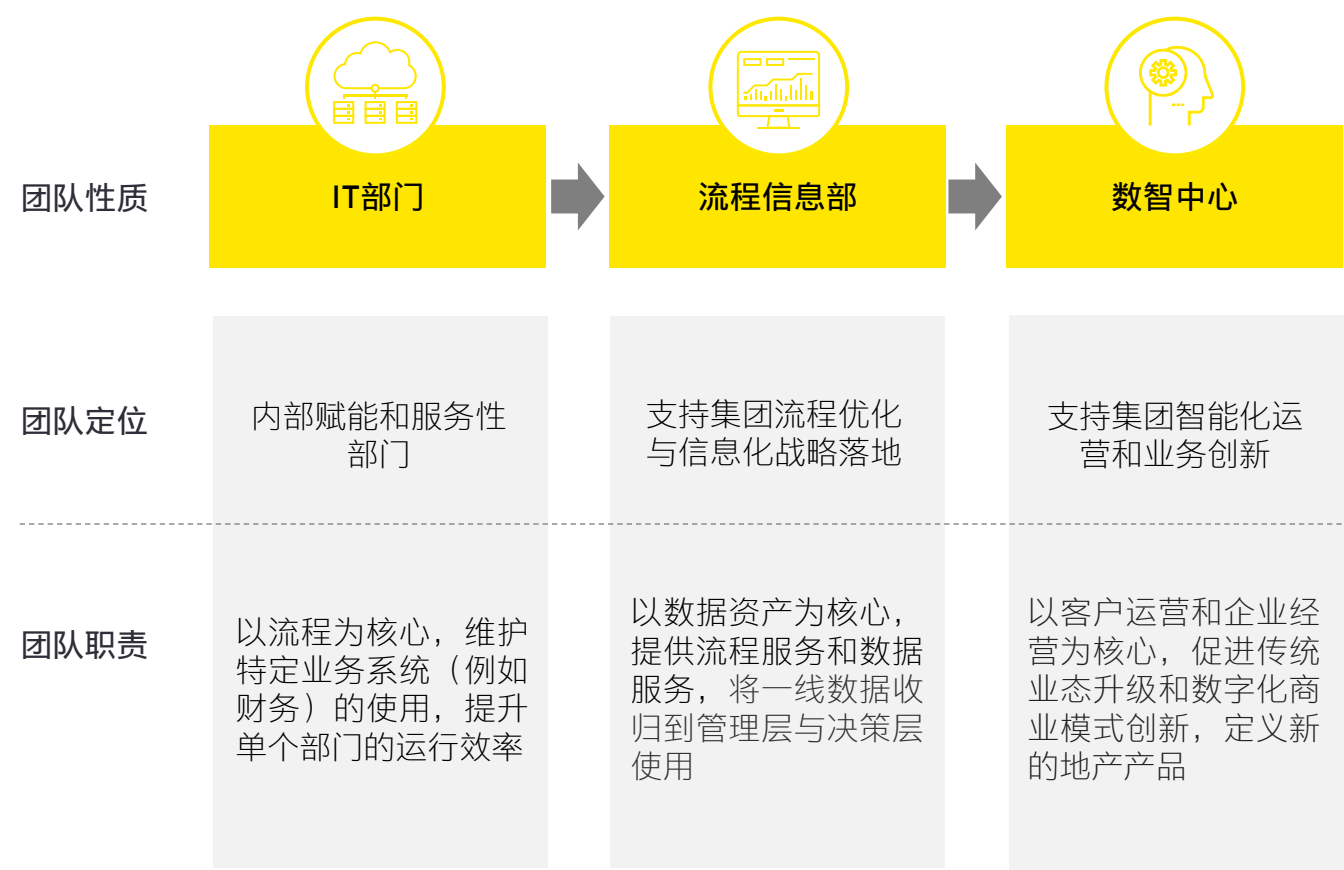 团队性质
IT部门
流程信息部
数智中心
团队定位
内部赋能和服务性
部门
支持集团流程优化
与信息化战略落地
支持集团智能化运
营和业务创新
团队职责
以流程为核心，维护
特定业务系统（例如
财务）的使用，提升
单个部门的运行效率
以数据资产为核心，
提供流程服务和数据
服务，将一线数据收
归到管理层与决策层
使用
以客户运营和企业经
营为核心，促进传统
业态升级和数字化商
业模式创新，定义新
的地产产品